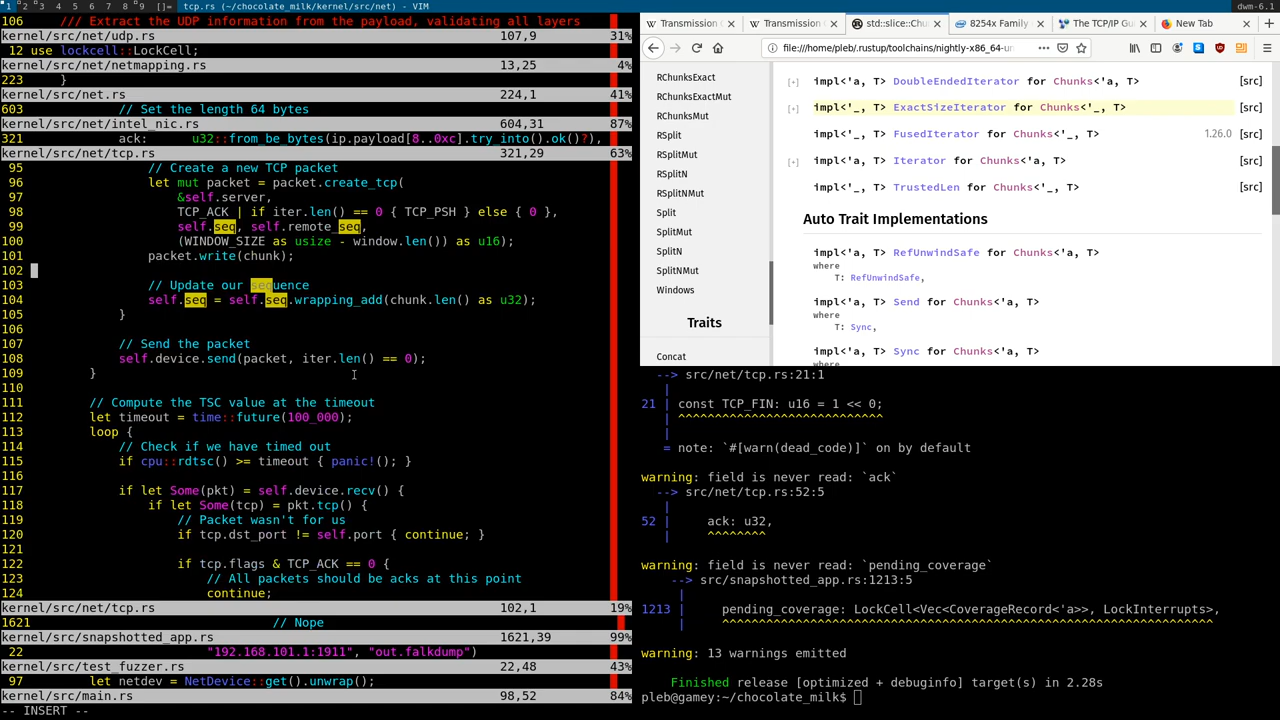 1 2 3 4 5 6 7 8 9 []= tcp.rs (~/chocolate_milk/kernel/src/net) - VIM
dwm-6.1
106 /// Extract the UDP information from the payload, validating all layers
kernel/src/net/udp.rs 107,9 31%
12 use lockcell::LockCell;
kernel/src/net/netmapping.rs 13,25 4%
223 }
kernel/src/net.rs 224,1 41%
603 // Set the length 64 bytes
kernel/src/net/intel_nic.rs 604,31 87%
321 ack: u32::from_be_bytes(ip.payload[8..0xc].try_into().ok()?),
kernel/src/net/tcp.rs 321,29 63%
95 // Create a new TCP packet
96 let mut packet = packet.create_tcp(
97 &self.server,
98 TCP_ACK | if iter.len() == 0 { TCP_PSH } else { 0 },
99 self.seq, self.remote_seq,
100 (WINDOW_SIZE as usize - window.len()) as u16);
101 packet.write(chunk);
102
103 // Update our sequence
104 self.seq = self.seq.wrapping_add(chunk.len() as u32);
105 }
106
107 // Send the packet
108 self.device.send(packet, iter.len() == 0);
109 }
110
111 // Compute the TSC value at the timeout
112 let timeout = time::future(100_000);
113 loop {
114 // Check if we have timed out
115 if cpu::rdtsc() >= timeout { panic!(); }
116
117 if let Some(pkt) = self.device.recv() {
118 if let Some(tcp) = pkt.tcp() {
119 // Packet wasn't for us
120 if tcp.dst_port != self.port { continue; }
121
122 if tcp.flags & TCP_ACK == 0 {
123 // All packets should be acks at this point
124 continue;
kernel/src/net/tcp.rs 102,1 19%
1621 // Nope
kernel/src/snapshotted_app.rs 1621,39 99%
22 "192.168.101.1:1911", "out.falkdump")
kernel/src/test_fuzzer.rs 22,48 43%
97 let netdev = NetDevice::get().unwrap();
kernel/src/main.rs 98,52 84%
-- INSERT --
Transmission C
Transmission C
std::slice::Chu
8254x Family
The TCP/IP Gu
New Tab
file:///home/pleb/.rustup/toolchains/nightly-x86_64-un
RChunksExact
RChunksExactMut
RChunksMut
RSplit
RSplitMut
RSplitN
RSplitNMut
Split
SplitMut
SplitN
SplitNMut
Windows
Traits
Concat
[+] impl<'a, T> DoubleEndedIterator for Chunks<'a, T> [src]
[+] impl<'_, T> ExactSizeIterator for Chunks<'_, T> [src]
impl<'_, T> FusedIterator for Chunks<'_, T> 1.26.0 [src]
[+] impl<'a, T> Iterator for Chunks<'a, T> [src]
impl<'_, T> TrustedLen for Chunks<'_, T> [src]
Auto Trait Implementations
impl<'a, T> RefUnwindSafe for Chunks<'a, T> [src]
where
T: RefUnwindSafe,
impl<'a, T> Send for Chunks<'a, T> [src]
where
T: Sync,
impl<'a, T> Sync for Chunks<'a, T> [src]
where
--> src/net/tcp.rs:21:1
|
21 | const TCP_FIN: u16 = 1 << 0;
| ^^^^^^^^^^^^^^^^^^^^^^^^^^^^
|
= note: `#[warn(dead_code)]` on by default
warning: field is never read: `ack`
--> src/net/tcp.rs:52:5
|
52 | ack: u32,
| ^^^^^^^^
warning: field is never read: `pending_coverage`
--> src/snapshotted_app.rs:1213:5
|
1213 | pending_coverage: LockCell<Vec<CoverageRecord<'a>>, LockInterrupts>,
| ^^^^^^^^^^^^^^^^^^^^^^^^^^^^^^^^^^^^^^^^^^^^^^^^^^^^^^^^^^^^^^^^^^^
warning: 13 warnings emitted
Finished release [optimized + debuginfo] target(s) in 2.28s
pleb@gamey:~/chocolate_milk$